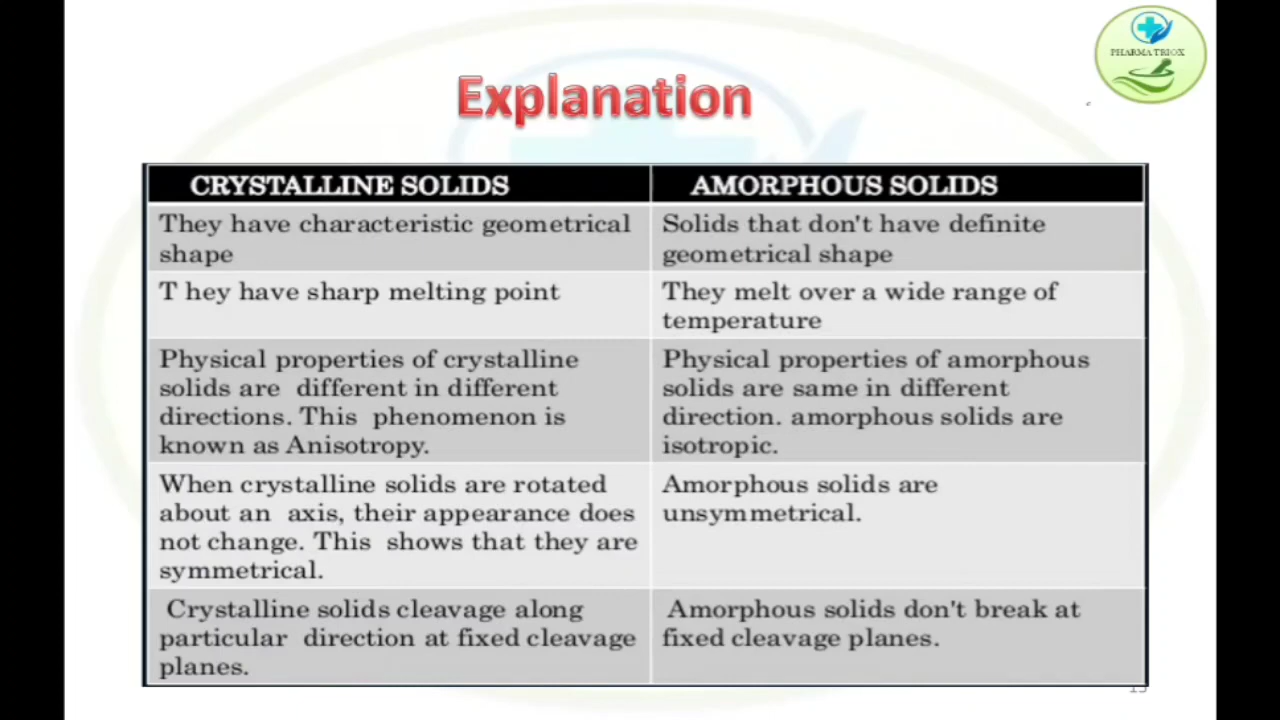 PHARMA TRIOX
Explanation
CRYSTALLINE SOLIDS
AMORPHOUS SOLIDS
They have characteristic geometrical
shape
Solids that don't have definite
geometrical shape
T hey have sharp melting point
They melt over a wide range of
temperature
Physical properties of crystalline
solids are different in different
directions. This phenomenon is
known as Anisotropy.
Physical properties of amorphous
solids are same in different
direction. amorphous solids are
isotropic.
When crystalline solids are rotated
about an axis, their appearance does
not change. This shows that they are
symmetrical.
Amorphous solids are
unsymmetrical.
Crystalline solids cleavage along
particular direction at fixed cleavage
planes.
Amorphous solids don't break at
fixed cleavage planes.